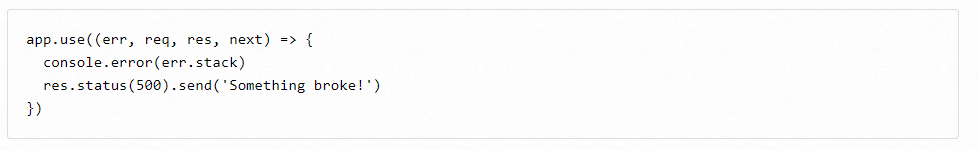 app.use((err, req, res, next) => {
  console.error(err.stack)
  res.status(500).send('Something broke!')
})